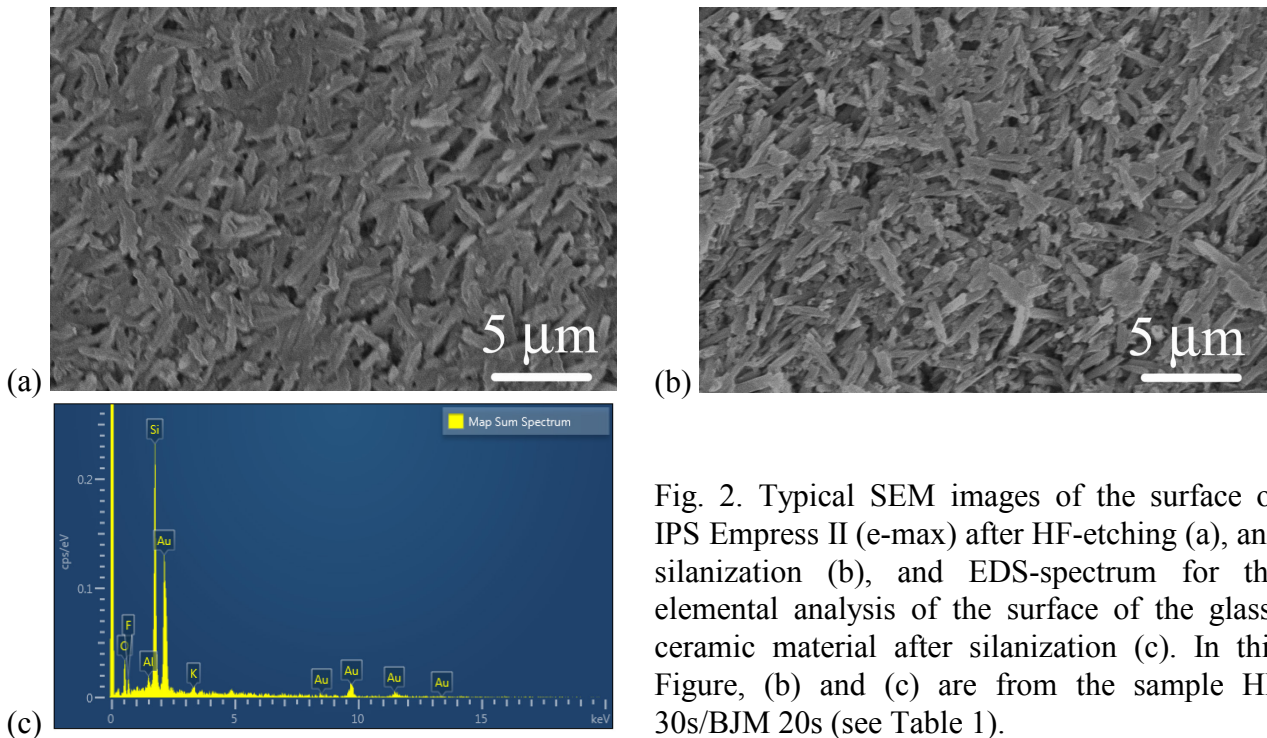 5 μm
5 μm
(a)
(b)
Si
Map Sum Spectrum
0.2
Au
cps/eV
0.1
F
O
Al
K
Au
Au
Au
Au
0
(c)
0
5
10
15
keV
Fig. 2. Typical SEM images of the surface o
IPS Empress II (e-max) after HF-etching (a), an
silanization (b), and EDS-spectrum for th
elemental analysis of the surface of the glass
ceramic material after silanization (c). In thi
Figure, (b) and (c) are from the sample H
30s/BJM 20s (see Table 1).